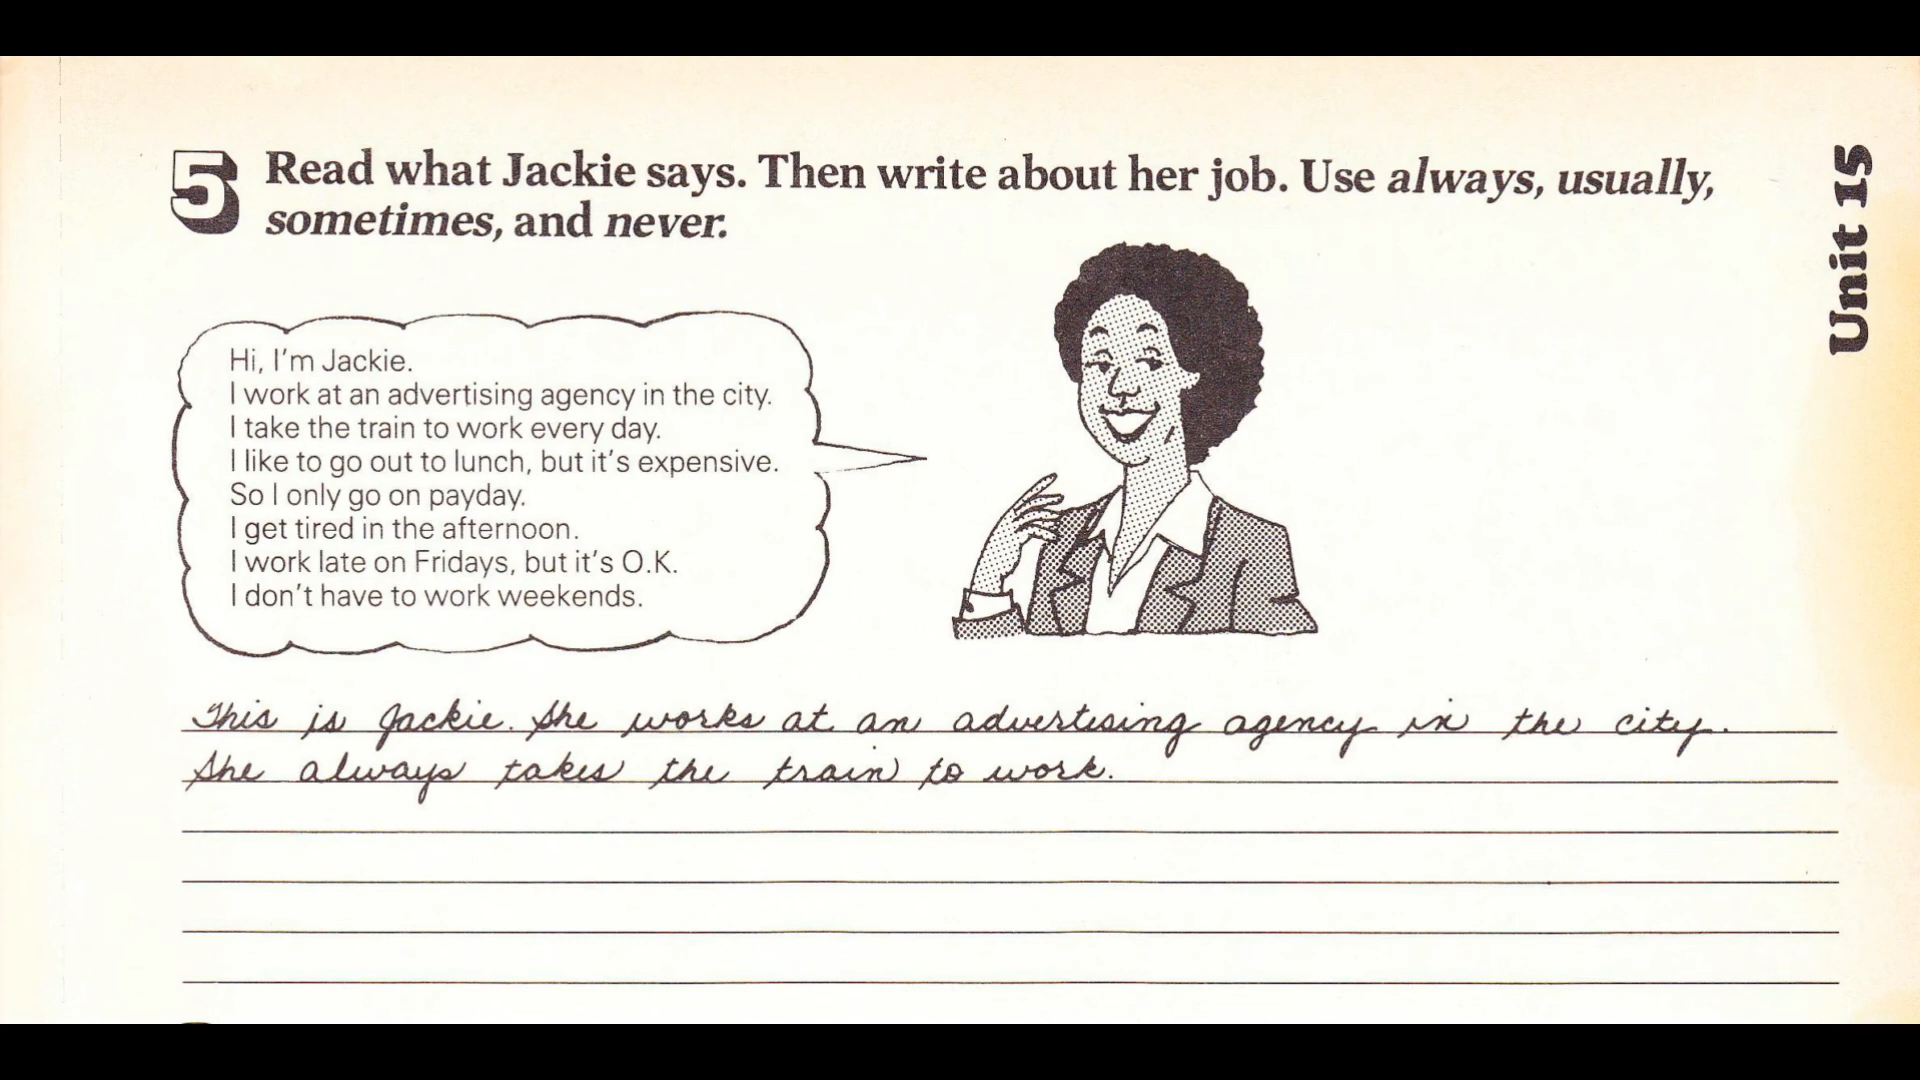 5 Read what Jackie says. Then write about her job. Use always, usually,
sometimes, and never.
Unit 15
Hi, I'm Jackie.
I work at an advertising agency in the city.
I take the train to work every day.
I like to go out to lunch, but it's expensive.
So I only go on payday.
I get tired in the afternoon.
I work late on Fridays, but it's O.K.
I don't have to work weekends.
This is Jackie. She works at an advertising agency in the city.
She always takes the train to work.